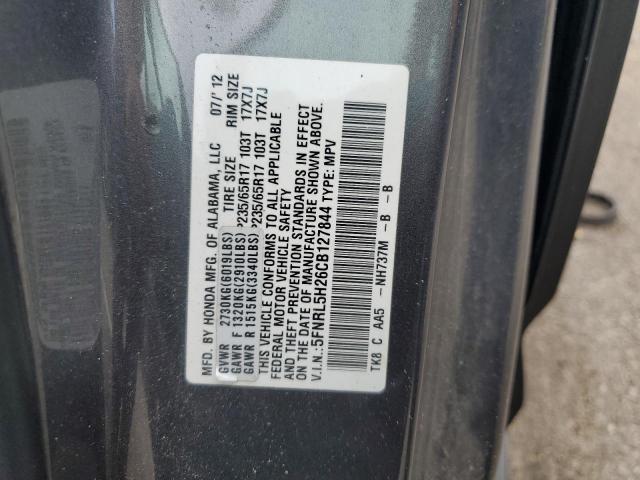 MFD. BY HONDA MFG. OF ALABAMA, LLC 07/'12
GVWR 2730KG(6019LBS) TIRE SIZE RIM SIZE
GAWR F 1320KG(2910LBS) P235/65R17 103T 17X7J
GAWR R 1515KG(3340LBS) P235/65R17 103T 17X7J
THIS VEHICLE CONFORMS TO ALL APPLICABLE
FEDERAL MOTOR VEHICLE SAFETY
AND THEFT PREVENTION STANDARDS IN EFFECT
ON THE DATE OF MANUFACTURE SHOWN ABOVE.
V.I.N.: 5FNRL5H26CB127844 TYPE: MPV
TK8 C AA5 -NH737M -B -B